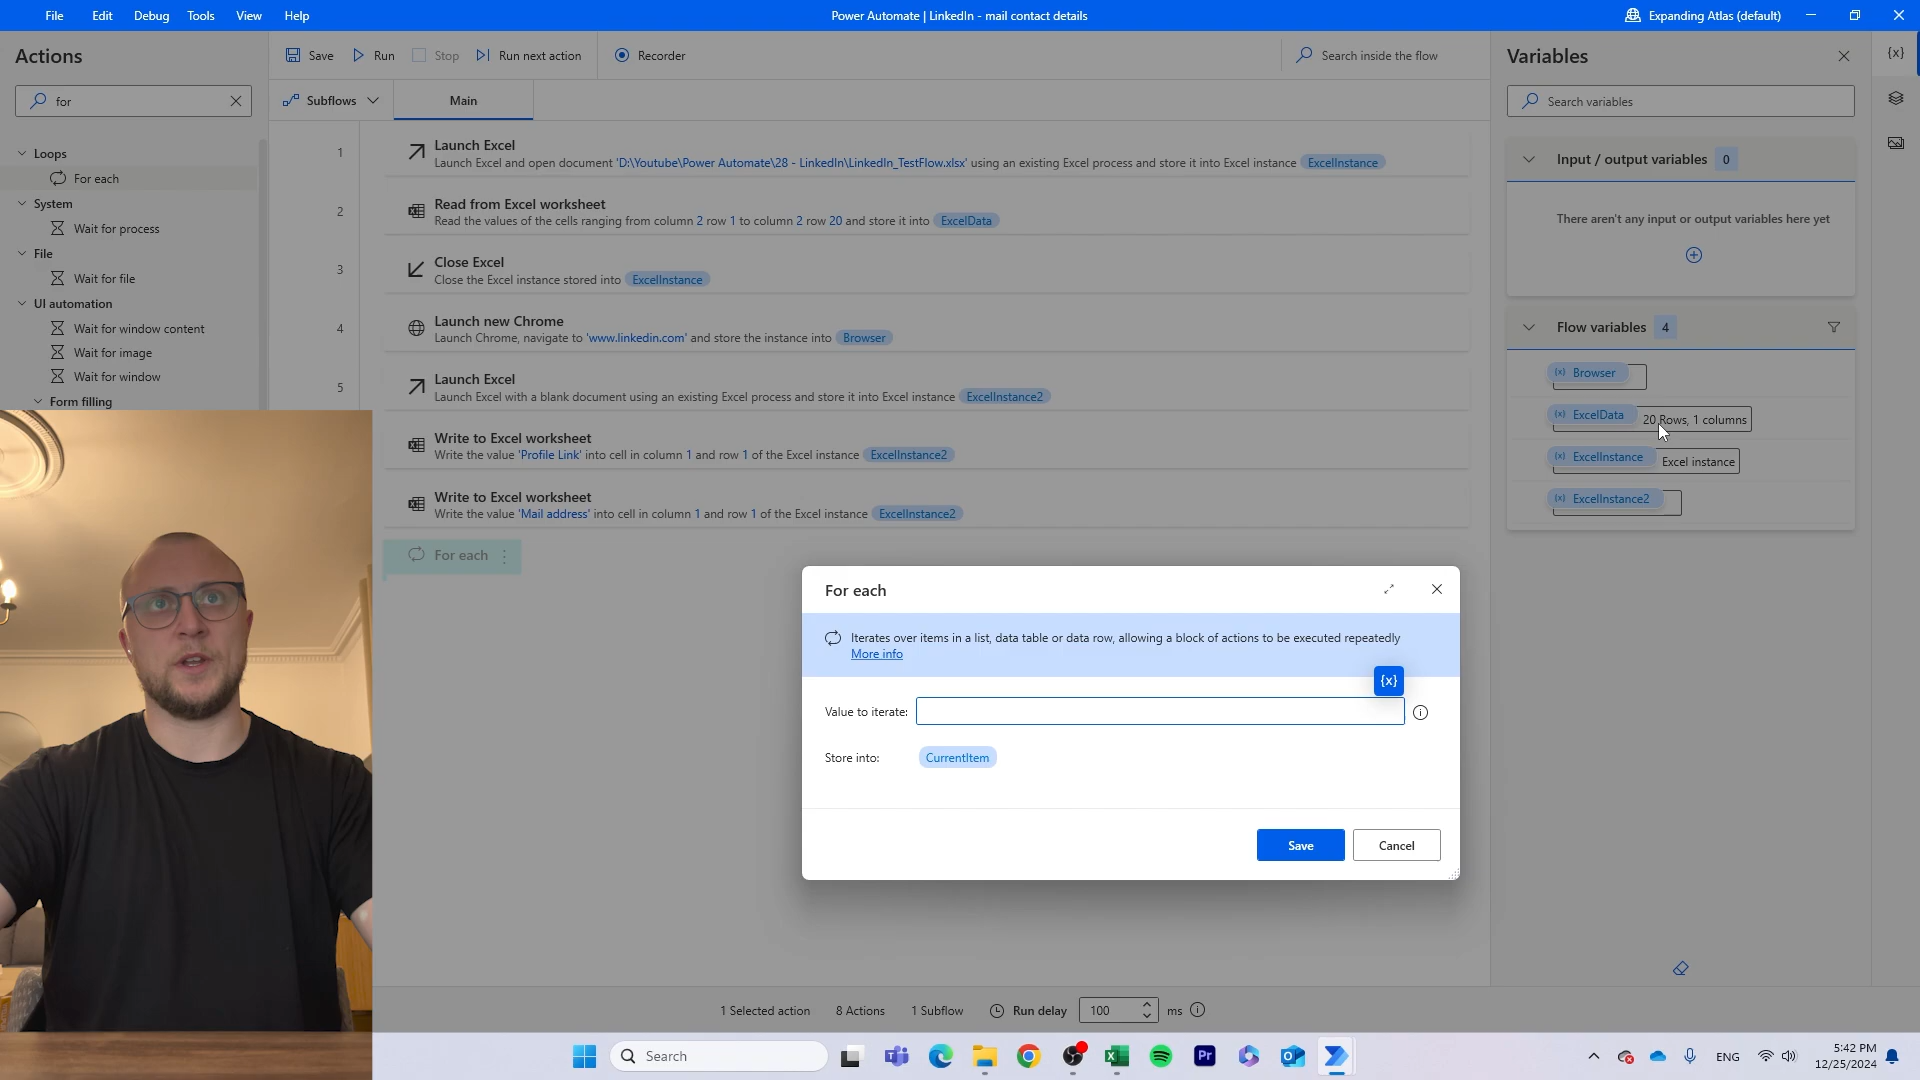 File Edit Debug Tools View Help
Power Automate | LinkedIn - mail contact details
Expanding Atlas (default)
Actions
Save Run Stop Run next action Recorder
Search inside the flow
Variables
{x}
for
Subflows
Main
Search variables
Loops
For each
System
Wait for process
File
Wait for file
UI automation
Wait for window content
Wait for image
Wait for window
Form filling
1
Launch Excel
Launch Excel and open document 'D:\Youtube\Power Automate\28 - LinkedIn\LinkedIn_TestFlow.xlsx' using an existing Excel process and store it into Excel instance ExcelInstance
2
Read from Excel worksheet
Read the values of the cells ranging from column 2 row 1 to column 2 row 20 and store it into ExcelData
3
Close Excel
Close the Excel instance stored into ExcelInstance
4
Launch new Chrome
Launch Chrome, navigate to 'www.linkedin.com' and store the instance into Browser
5
Launch Excel
Launch Excel with a blank document using an existing Excel process and store it into Excel instance ExcelInstance2
Write to Excel worksheet
Write the value 'Profile Link' into cell in column 1 and row 1 of the Excel instance ExcelInstance2
Write to Excel worksheet
Write the value 'Mail address' into cell in column 1 and row 1 of the Excel instance ExcelInstance2
For each
Input / output variables 0
There aren't any input or output variables here yet
Flow variables 4
(x) Browser
(x) ExcelData 20 Rows, 1 columns
(x) ExcelInstance Excel instance
(x) ExcelInstance2
For each
Iterates over items in a list, data table or data row, allowing a block of actions to be executed repeatedly
More info
{x}
Value to iterate:
Store into: CurrentItem
Save Cancel
1 Selected action 8 Actions 1 Subflow Run delay 100 ms
Search
Pr
ENG
5:42 PM
12/25/2024